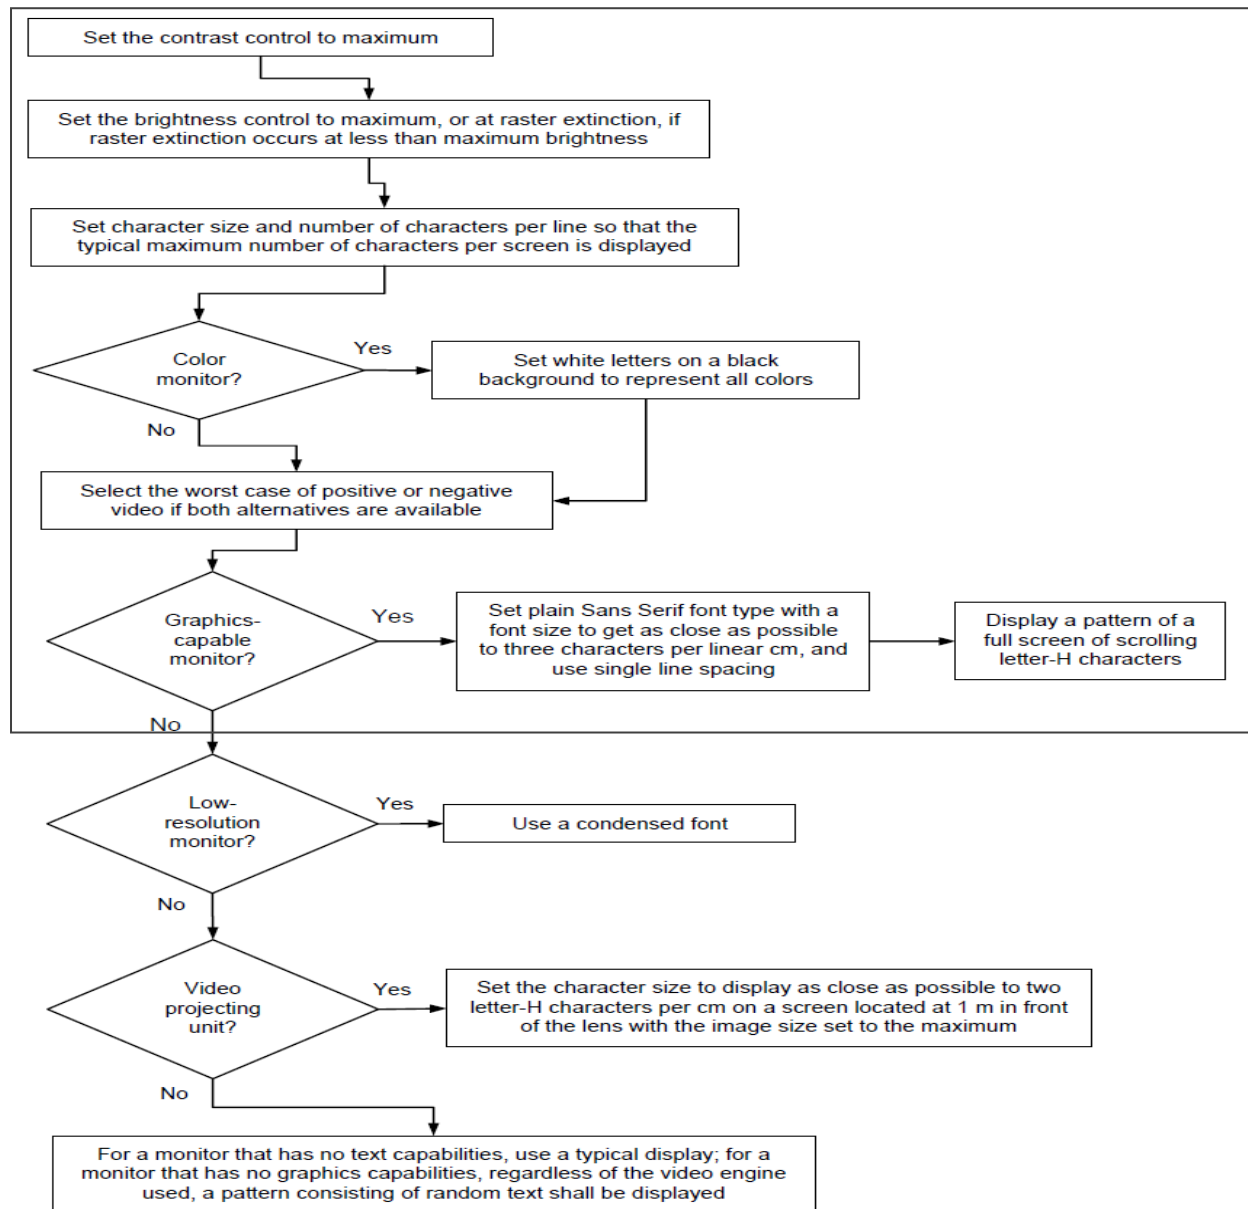 Set the contrast control to maximum
Set the brightness control to maximum, or at raster extinction, if
raster extinction occurs at less than maximum brightness
Set character size and number of characters per line so that the
typical maximum number of characters per screen is displayed
Color
monitor?
Yes
Set white letters on a black
background to represent all colors
No
Select the worst case of positive or negative
video if both alternatives are available
Graphics-
capable
monitor?
Yes
Set plain Sans Serif font type with a
font size to get as close as possible
to three characters per linear cm, and
use single line spacing
Display a pattern of a
full screen of scrolling
letter-H characters
No
Low-
resolution
monitor?
Yes
Use a condensed font
No
Video
projecting
unit?
Yes
Set the character size to display as close as possible to two
letter-H characters per cm on a screen located at 1 m in front
of the lens with the image size set to the maximum
No
For a monitor that has no text capabilities, use a typical display; for a
monitor that has no graphics capabilities, regardless of the video engine
used, a pattern consisting of random text shall be displayed